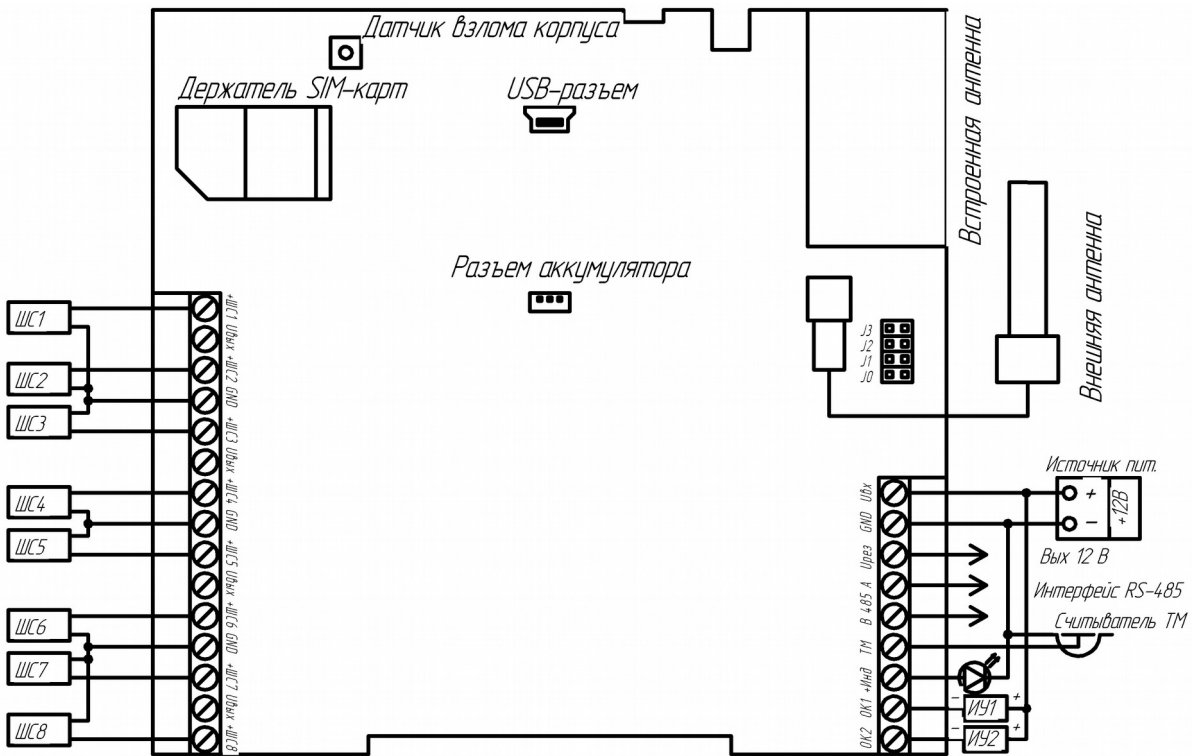 Датчик взлома корпуса
Держатель SIM-карт
USB-разъем
Встроенная антенна
Внешняя антенна
Разъем аккумулятора
J3
J2
J1
J0
ШС1
ШС2
ШС3
ШС4
ШС5
ШС6
ШС7
ШС8
+ШС1
Uвых
+ШС2
GND
+ШС3
Uвых
+ШС4
GND
+ШС5
Uвых
+ШС6
GND
+ШС7
Uвых
+ШС8
Uвх
GND
Uрез
485 A
B
ТМ
+Инд
ОК1
ОК2
Источник пит.
+
−
+12В
Вых 12 В
Интерфейс RS-485
Считыватель ТМ
− ИУ1 +
− ИУ2 +